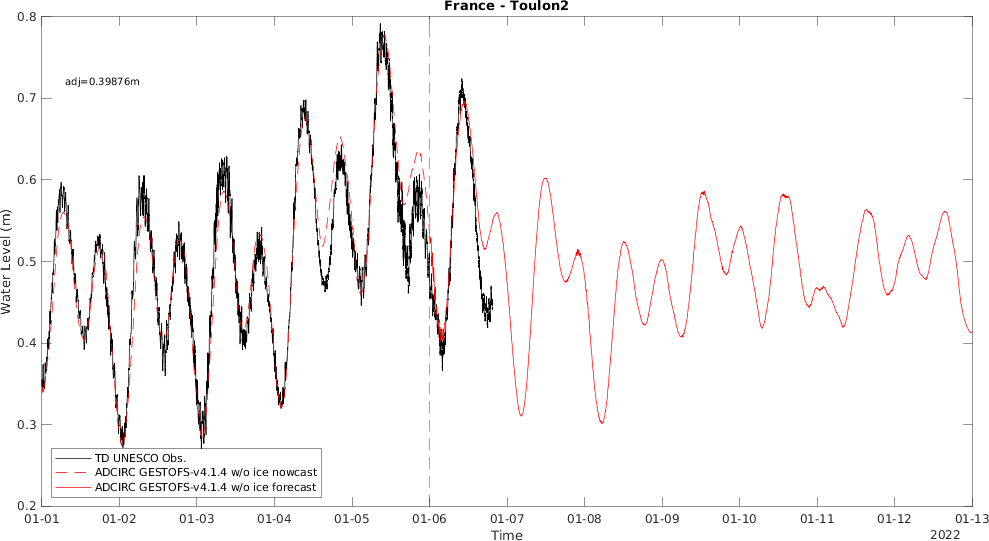 France - Toulon2
adj=0.39876m
Water Level (m)
0.8
0.7
0.6
0.5
0.4
0.3
0.2
TD UNESCO Obs.
ADCIRC GESTOFS-v4.1.4 w/o ice nowcast
ADCIRC GESTOFS-v4.1.4 w/o ice forecast
01-01 01-02 01-03 01-04 01-05 01-06 01-07 01-08 01-09 01-10 01-11 01-12 01-13
Time
2022